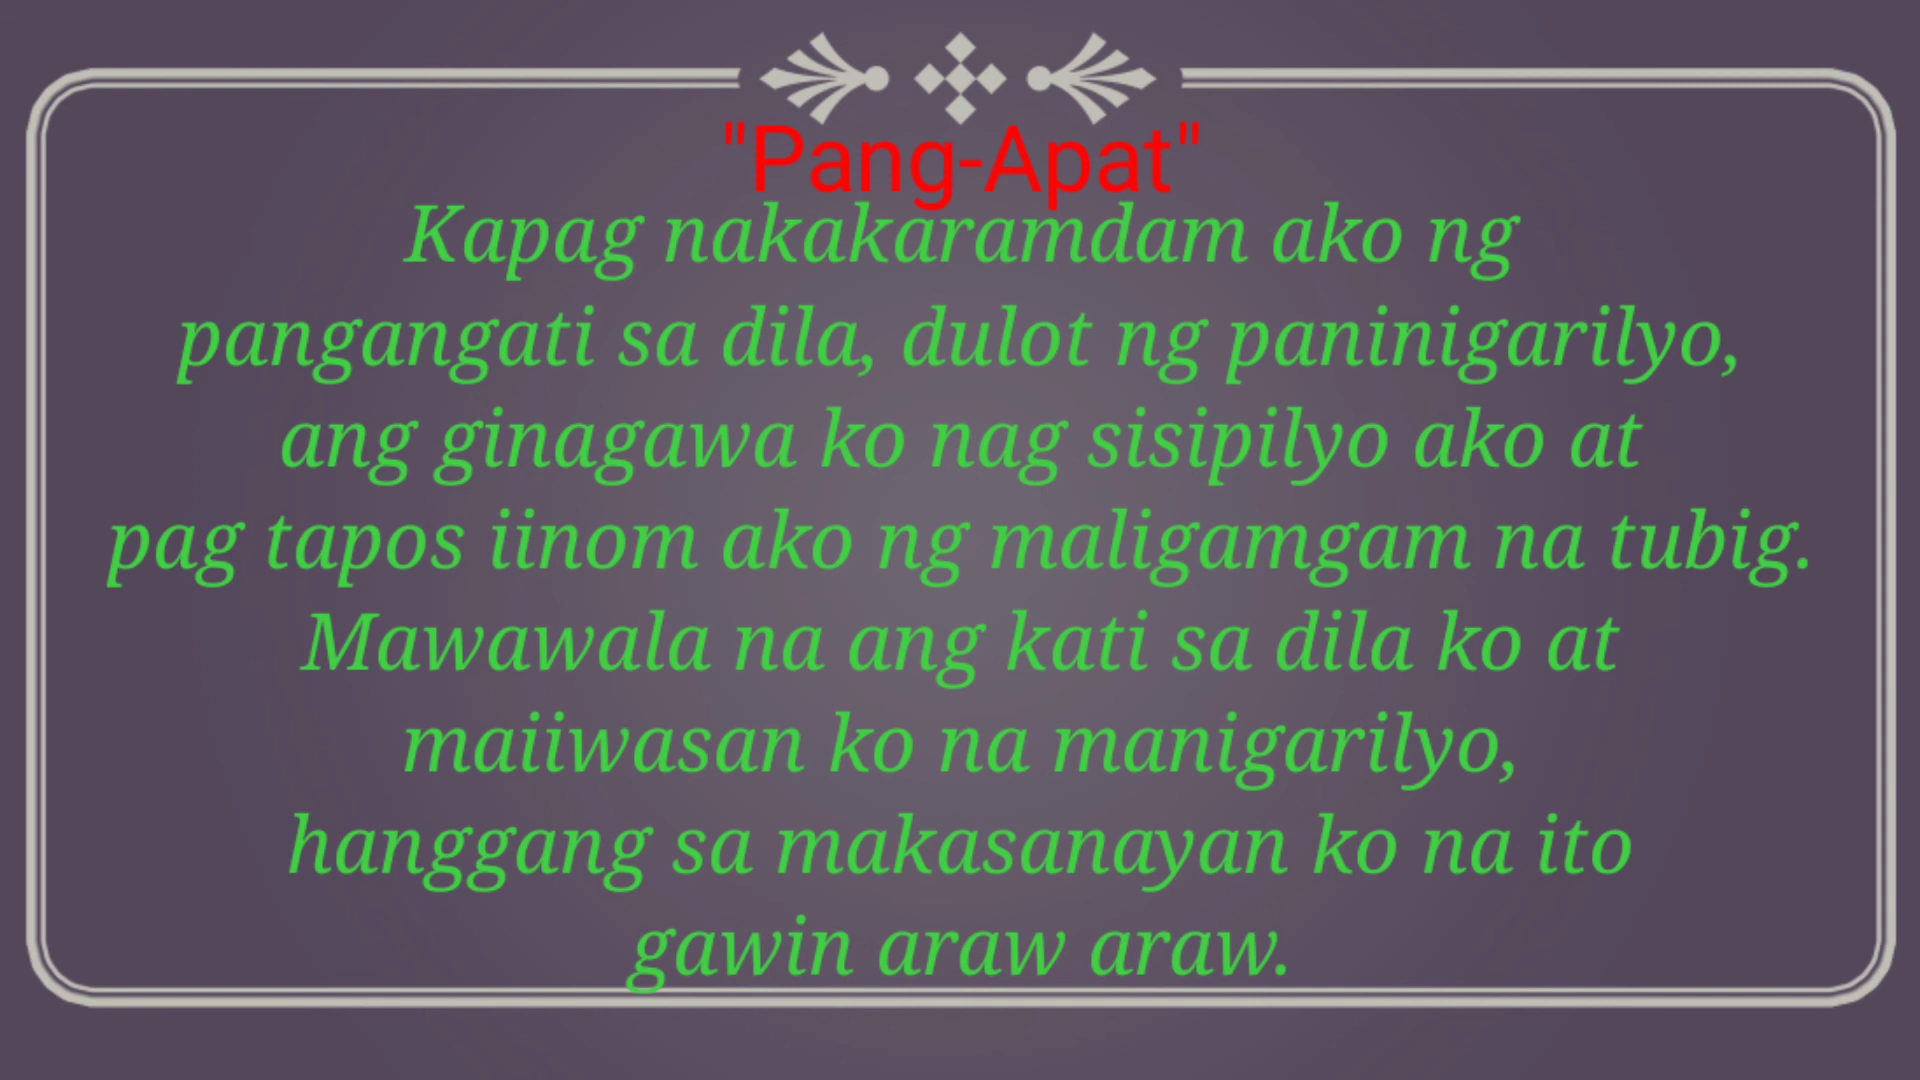 "Pang-Apat"
Kapag nakakaramdam ako ng
pangangati sa dila, dulot ng paninigarilyo,
ang ginagawa ko nag sisipilyo ako at
pag tapos iinom ako ng maligamgam na tubig.
Mawawala na ang kati sa dila ko at
maiiwasan ko na manigarilyo,
hanggang sa makasanayan ko na ito
gawin araw araw.